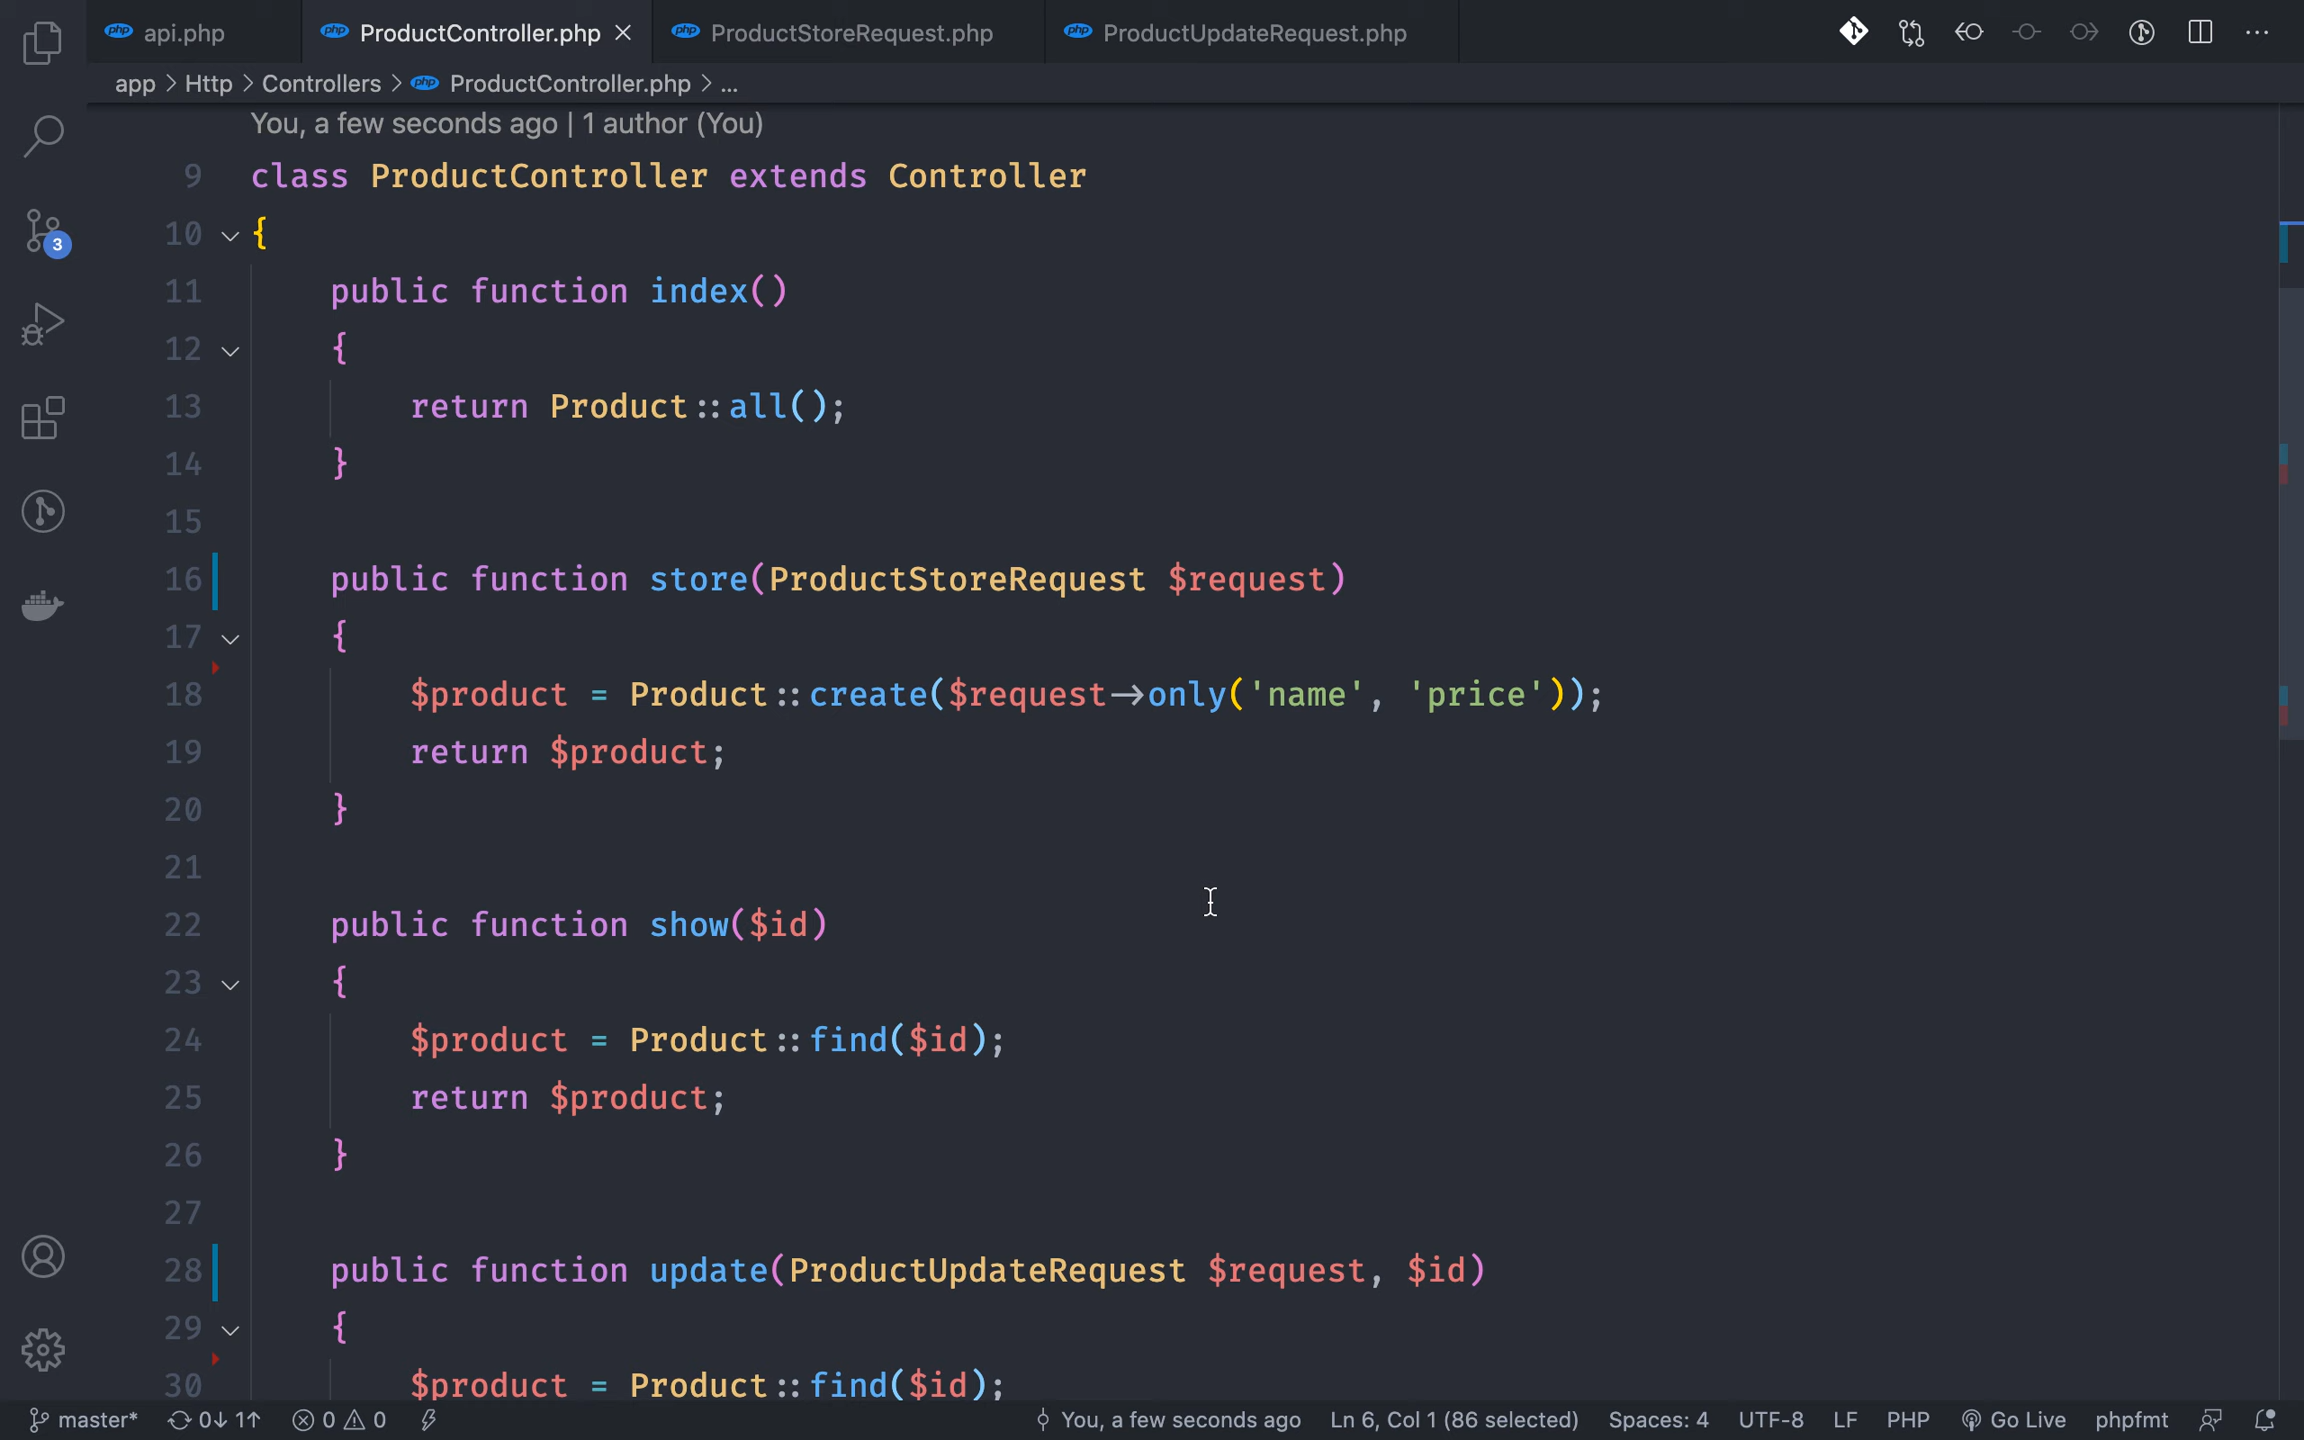 php api.php php ProductController.php php ProductStoreRequest.php php ProductUpdateRequest.php
app > Http > Controllers > php ProductController.php > ...
You, a few seconds ago | 1 author (You)
9 class ProductController extends Controller
10 {
11 public function index()
12 {
13 return Product::all();
14 }
15
16 public function store(ProductStoreRequest $request)
17 {
18 $product = Product::create($request->only('name', 'price'));
19 return $product;
20 }
21
22 public function show($id)
23 {
24 $product = Product::find($id);
25 return $product;
26 }
27
28 public function update(ProductUpdateRequest $request, $id)
29 {
30 $product = Product::find($id);
3
master* 0↓ 1↑ 0 0 You, a few seconds ago Ln 6, Col 1 (86 selected) Spaces: 4 UTF-8 LF PHP Go Live phpfmt